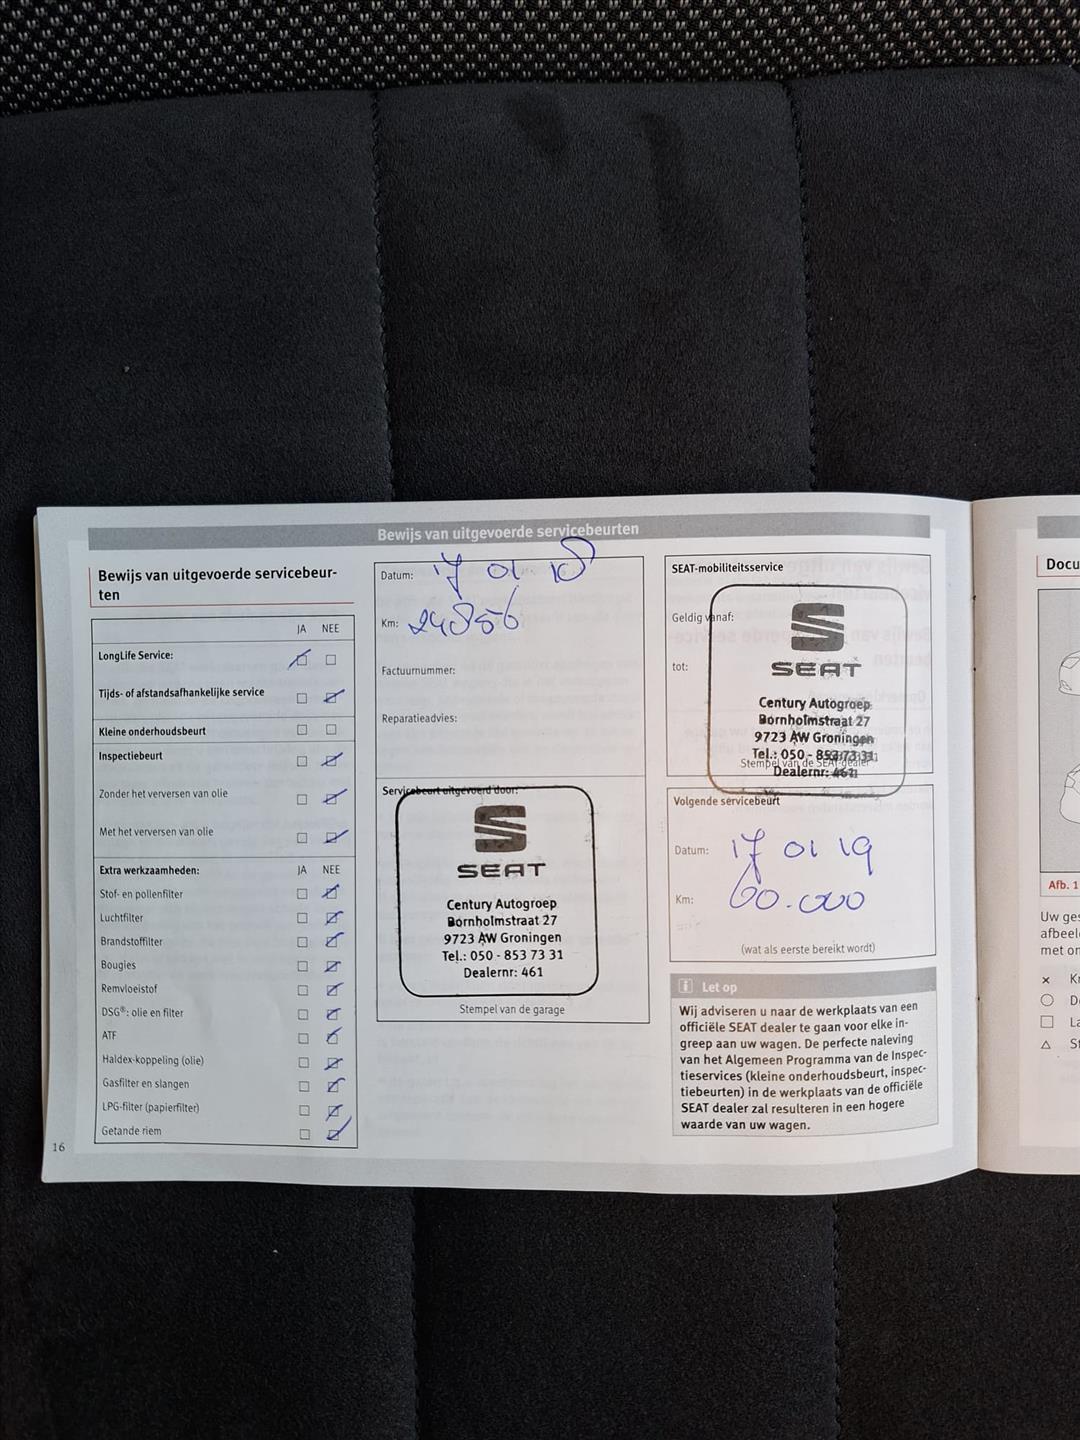 Bewijs van uitgevoerde servicebeurten
Bewijs van uitgevoerde servicebeur-
ten
JA NEE
LongLife Service:
Tijds- of afstandsafhankelijke service
Kleine onderhoudsbeurt
Inspectiebeurt
Zonder het verversen van olie
Met het verversen van olie
Extra werkzaamheden: JA NEE
Stof- en pollenfilter
Luchtfilter
Brandstoffilter
Bougies
Remvloeistof
DSG®: olie en filter
ATF
Haldex-koppeling (olie)
Gasfilter en slangen
LPG-filter (papierfilter)
Getande riem
16
Datum: 17 01 18
Km: 24856
Factuurnummer:
Reparatieadvies:
Servicebeurt uitgevoerd door:
SEAT
Century Autogroep
Bornholmstraat 27
9723 AW Groningen
Tel.: 050 - 853 73 31
Dealernr: 461
Stempel van de garage
SEAT-mobiliteitsservice
Geldig vanaf:
tot:
SEAT
Century Autogroep
Bornholmstraat 27
9723 AW Groningen
Tel.: 050 - 853 73 31
Stempel van de SEAT-dealer
Dealernr: 461
Volgende servicebeurt
Datum: 17 01 19
Km: 60.000
(wat als eerste bereikt wordt)
i Let op
Wij adviseren u naar de werkplaats van een
officiële SEAT dealer te gaan voor elke in-
greep aan uw wagen. De perfecte naleving
van het Algemeen Programma van de Inspec-
tieservices (kleine onderhoudsbeurt, inspec-
tiebeurten) in de werkplaats van de officiële
SEAT dealer zal resulteren in een hogere
waarde van uw wagen.
Docu
Afb. 1
Uw ges
afbeel
met on